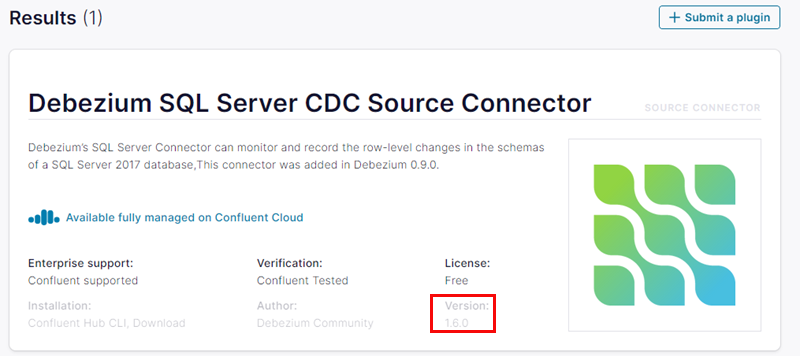 Results (1)
+ Submit a plugin
Debezium SQL Server CDC Source Connector
SOURCE CONNECTOR
Debezium's SQL Server Connector can monitor and record the row-level changes in the schemas
of a SQL Server 2017 database,This connector was added in Debezium 0.9.0.
Available fully managed on Confluent Cloud
Enterprise support:
Confluent supported
Verification:
Confluent Tested
License:
Free
Installation:
Confluent Hub CLI, Download
Author:
Debezium Community
Version:
1.6.0